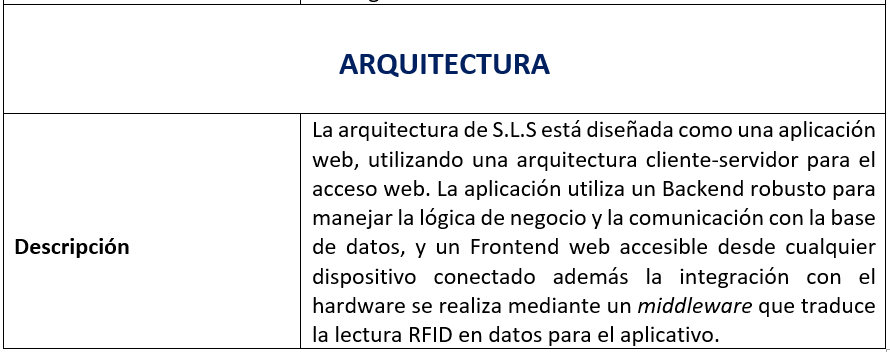 ARQUITECTURA
La arquitectura de S.L.S está diseñada como una aplicación
web, utilizando una arquitectura cliente-servidor para el
acceso web. La aplicación utiliza un Backend robusto para
manejar la lógica de negocio y la comunicación con la base
Descripción
de datos, y un Frontend web accesible desde cualquier
dispositivo conectado además la integración con el
hardware se realiza mediante un middleware que traduce
la lectura RFID en datos para el aplicativo.